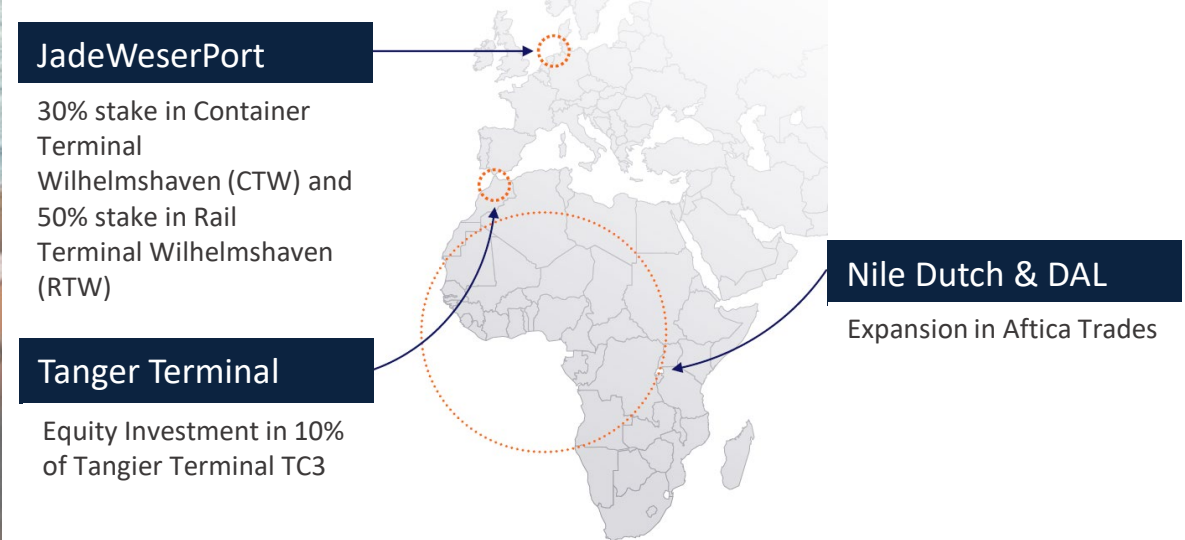 JadeWeserPort
30% stake in Container
Terminal
Wilhelmshaven (CTW) and
50% stake in Rail
Terminal Wilhelmshaven
(RTW)
Tanger Terminal
Equity Investment in 10%
of Tangier Terminal TC3
Nile Dutch & DAL
Expansion in Aftica Trades